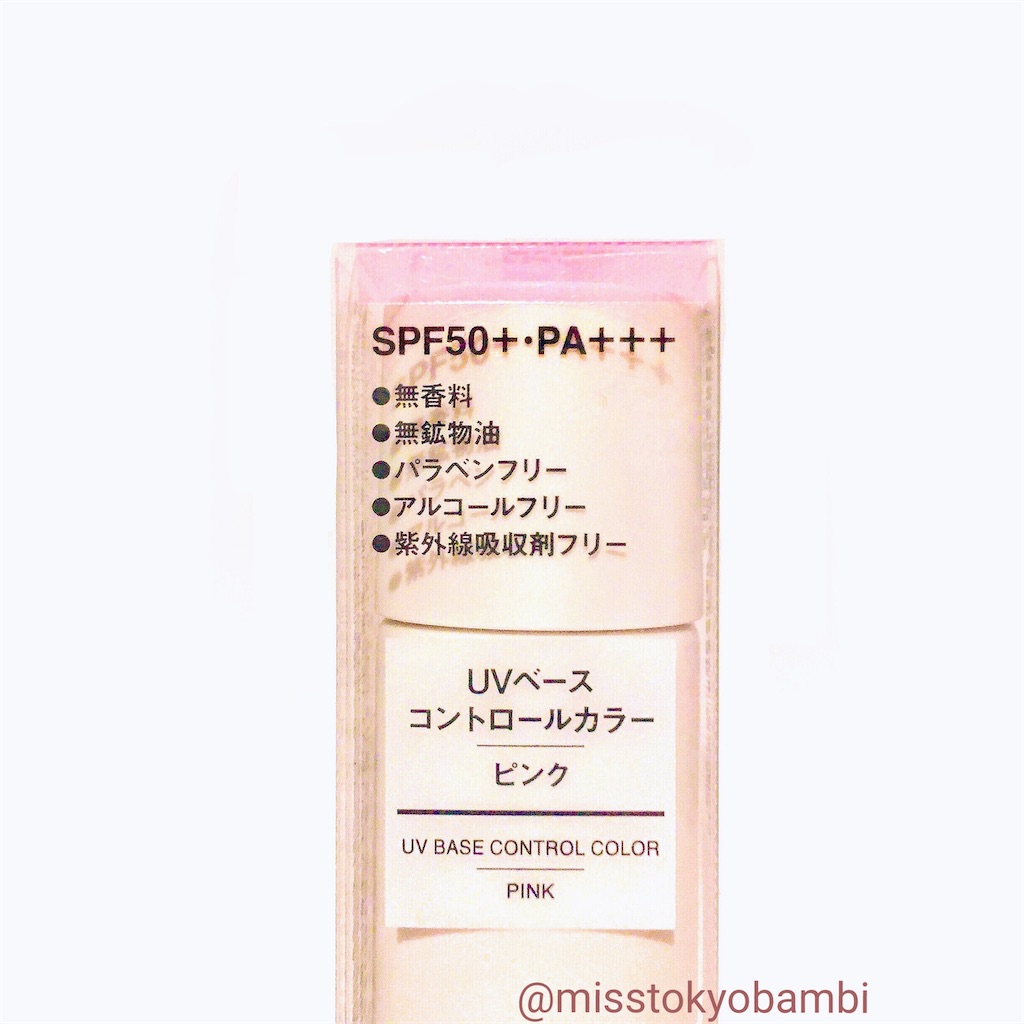 SPF50+・PA+++
●無香料
●無鉱物油
●パラベンフリー
●アルコールフリー
●紫外線吸収剤フリー
UVベース
コントロールカラー
ピンク
UV BASE CONTROL COLOR
PINK
@misstokyobambi